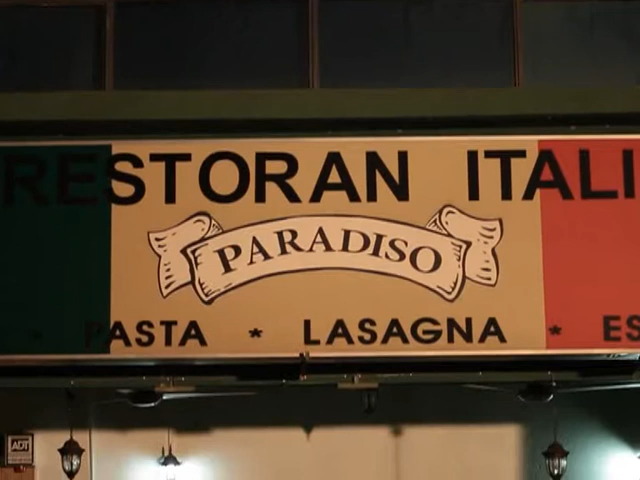 RESTORAN ITALI
PARADISO
* PASTA * LASAGNA * ES
ADT